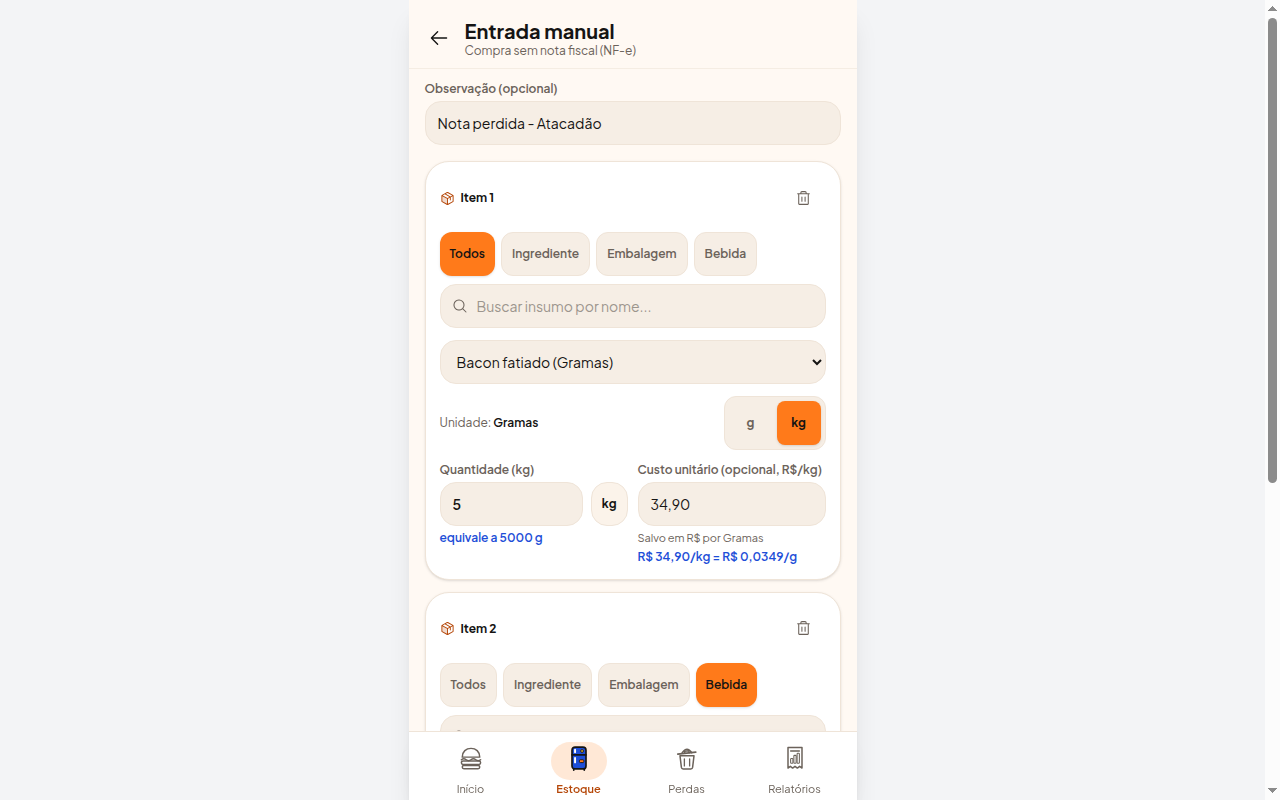 Entrada manual
Compra sem nota fiscal (NF-e)
Observação (opcional)
Nota perdida - Atacadão
Item 1
Todos Ingrediente Embalagem Bebida
Buscar insumo por nome...
Bacon fatiado (Gramas)
Unidade: Gramas g kg
Quantidade (kg) Custo unitário (opcional, R$/kg)
5 kg 34,90
equivale a 5000 g Salvo em R$ por Gramas
R$ 34,90/kg = R$ 0,0349/g
Item 2
Todos Ingrediente Embalagem Bebida
Início Estoque Perdas Relatórios